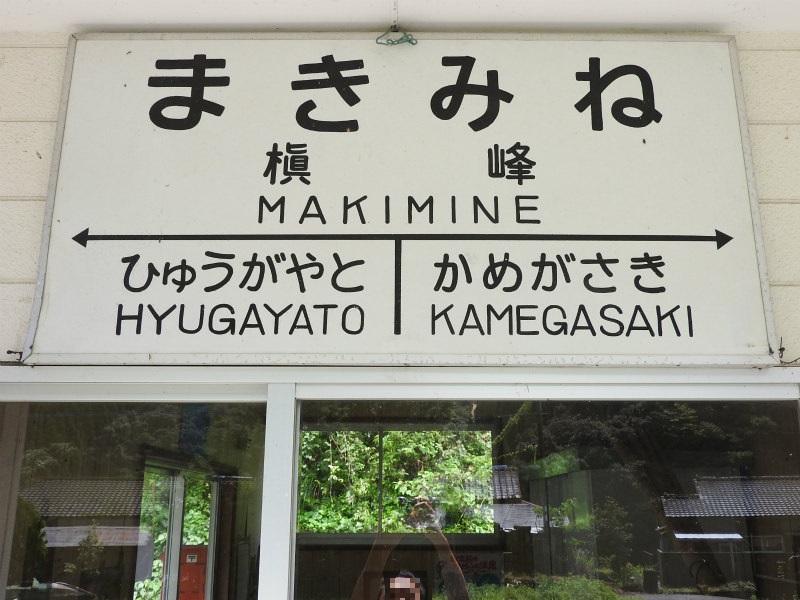 まきみね
槇峰
MAKIMINE
ひゅうがやと かめがさき
HYUGAYATO KAMEGASAKI
〒